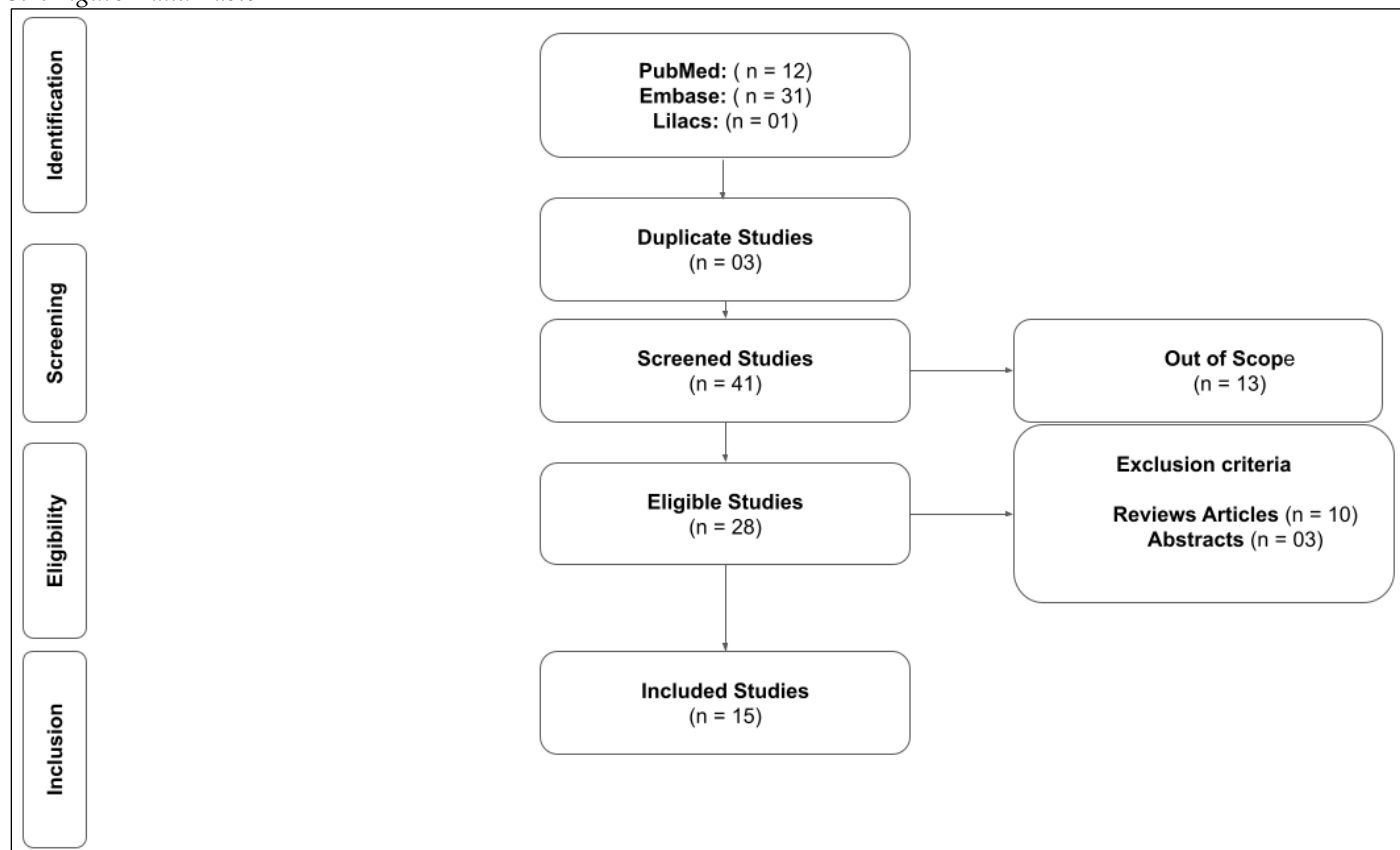 Identification
PubMed: ( n = 12)
Embase: ( n = 31)
Lilacs: (n = 01)
Duplicate Studies
(n = 03)
Screening
Screened Studies
(n = 41)
Out of Scope
(n = 13)
Eligibility
Eligible Studies
(n = 28)
Exclusion criteria
Reviews Articles (n = 10)
Abstracts (n = 03)
Inclusion
Included Studies
(n = 15)